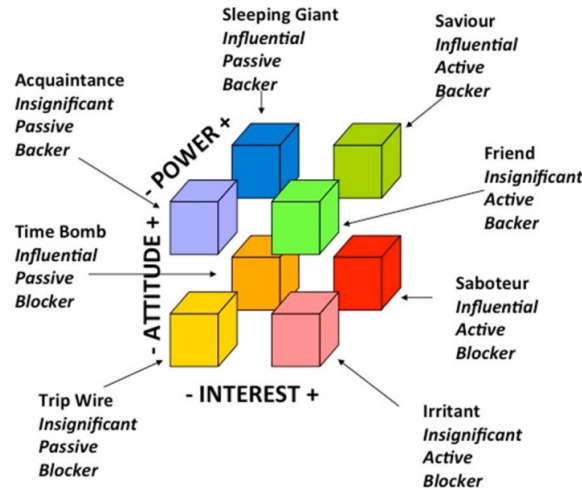 Sleeping Giant
Influential
Passive
Backer
Saviour
Influential
Active
Backer
Acquaintance
Insignificant
Passive
Backer
- POWER +
Friend
Insignificant
Active
Backer
Time Bomb
Influential
Passive
Blocker
- ATTITUDE +
Saboteur
Influential
Active
Blocker
- INTEREST +
Trip Wire
Insignificant
Passive
Blocker
Irritant
Insignificant
Active
Blocker